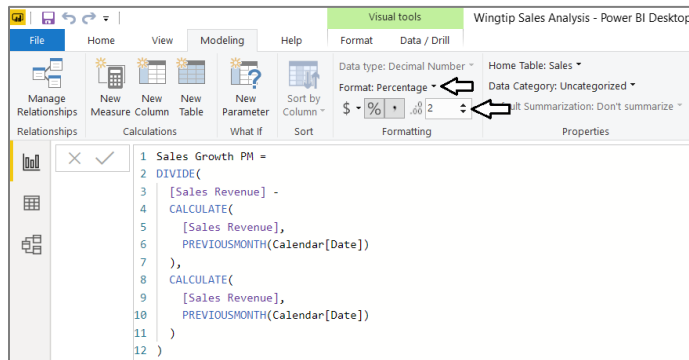 Visual tools Wingtip Sales Analysis - Power BI Desktop
File Home View Modeling Help Format Data / Drill
Manage Relationships
New Measure
New Column
New Table
New Parameter
Sort by Column
Data type: Decimal Number
Format: Percentage
$ % , .00 2
Home Table: Sales
Data Category: Uncategorized
Summarization: Don't summarize
Relationships Calculations What If Sort Formatting Properties
1 Sales Growth PM =
2 DIVIDE(
3 [Sales Revenue] -
4 CALCULATE(
5 [Sales Revenue],
6 PREVIOUSMONTH(Calendar[Date])
7 ),
8 CALCULATE(
9 [Sales Revenue],
10 PREVIOUSMONTH(Calendar[Date])
11 )
12 )